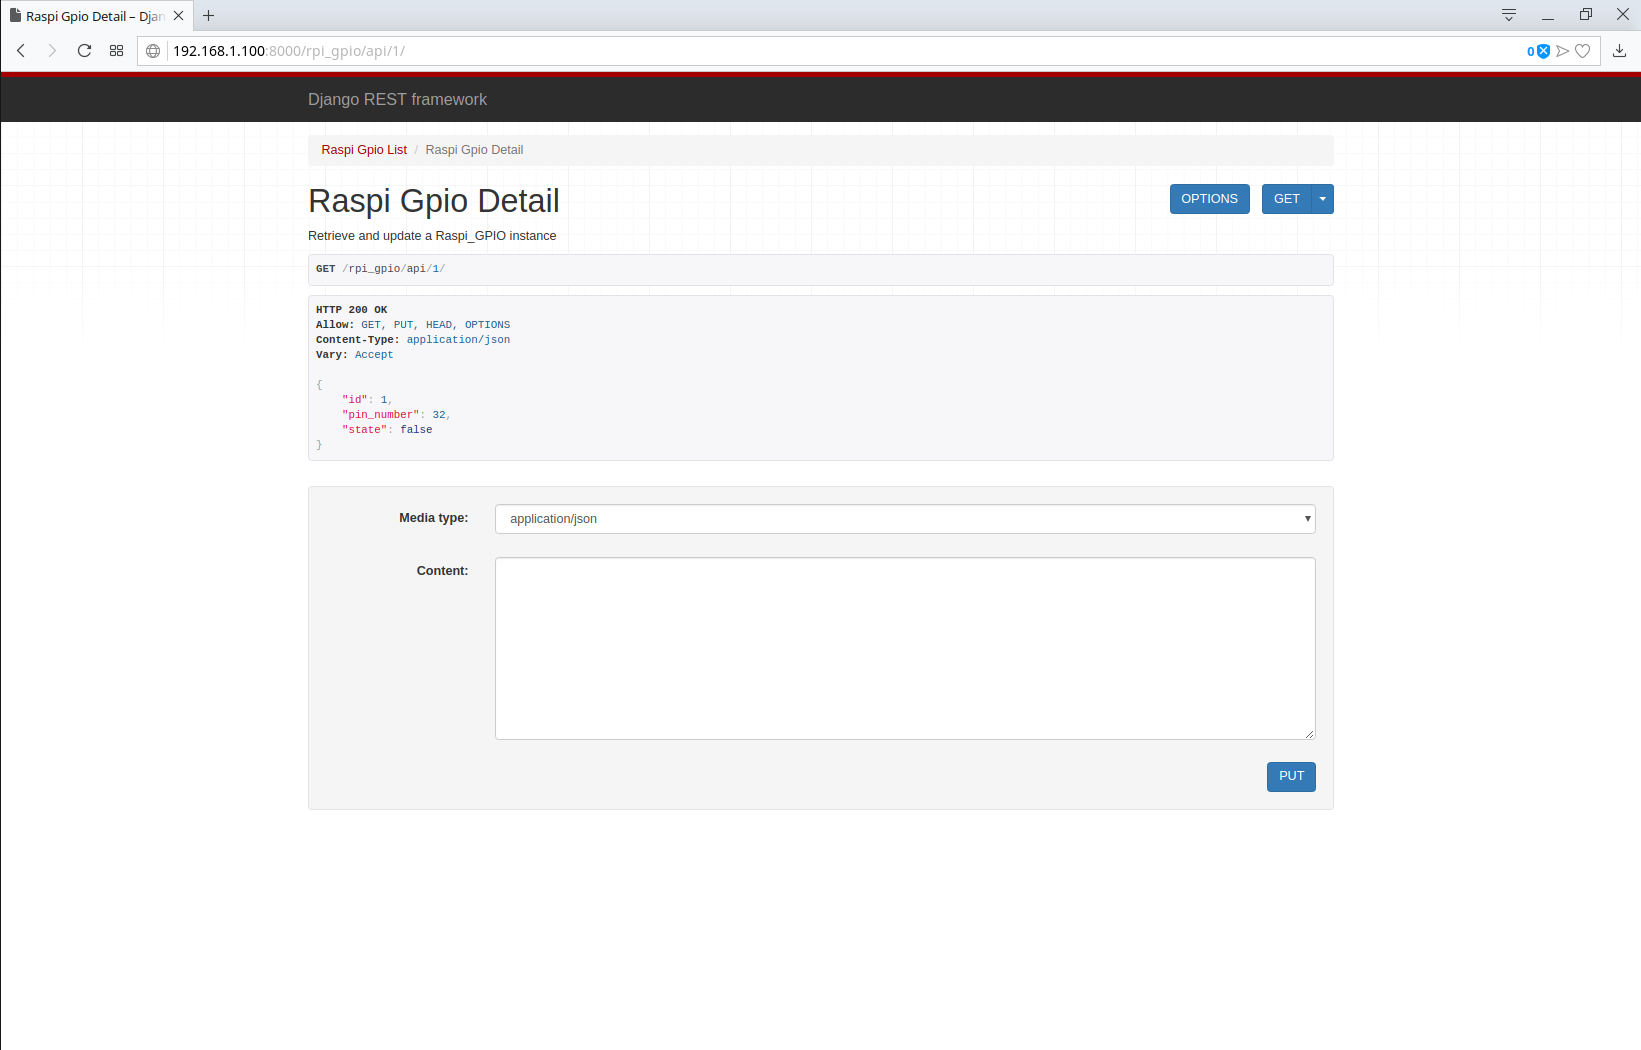 Raspi Gpio Detail – Djan
192.168.1.100:8000/rpi_gpio/api/1/
0
Django REST framework
Raspi Gpio List / Raspi Gpio Detail
Raspi Gpio Detail
OPTIONS
GET
Retrieve and update a Raspi_GPIO instance
GET /rpi_gpio/api/1/
HTTP 200 OK
Allow: GET, PUT, HEAD, OPTIONS
Content-Type: application/json
Vary: Accept
{
"id": 1,
"pin_number": 32,
"state": false
}
Media type:
application/json
Content:
PUT